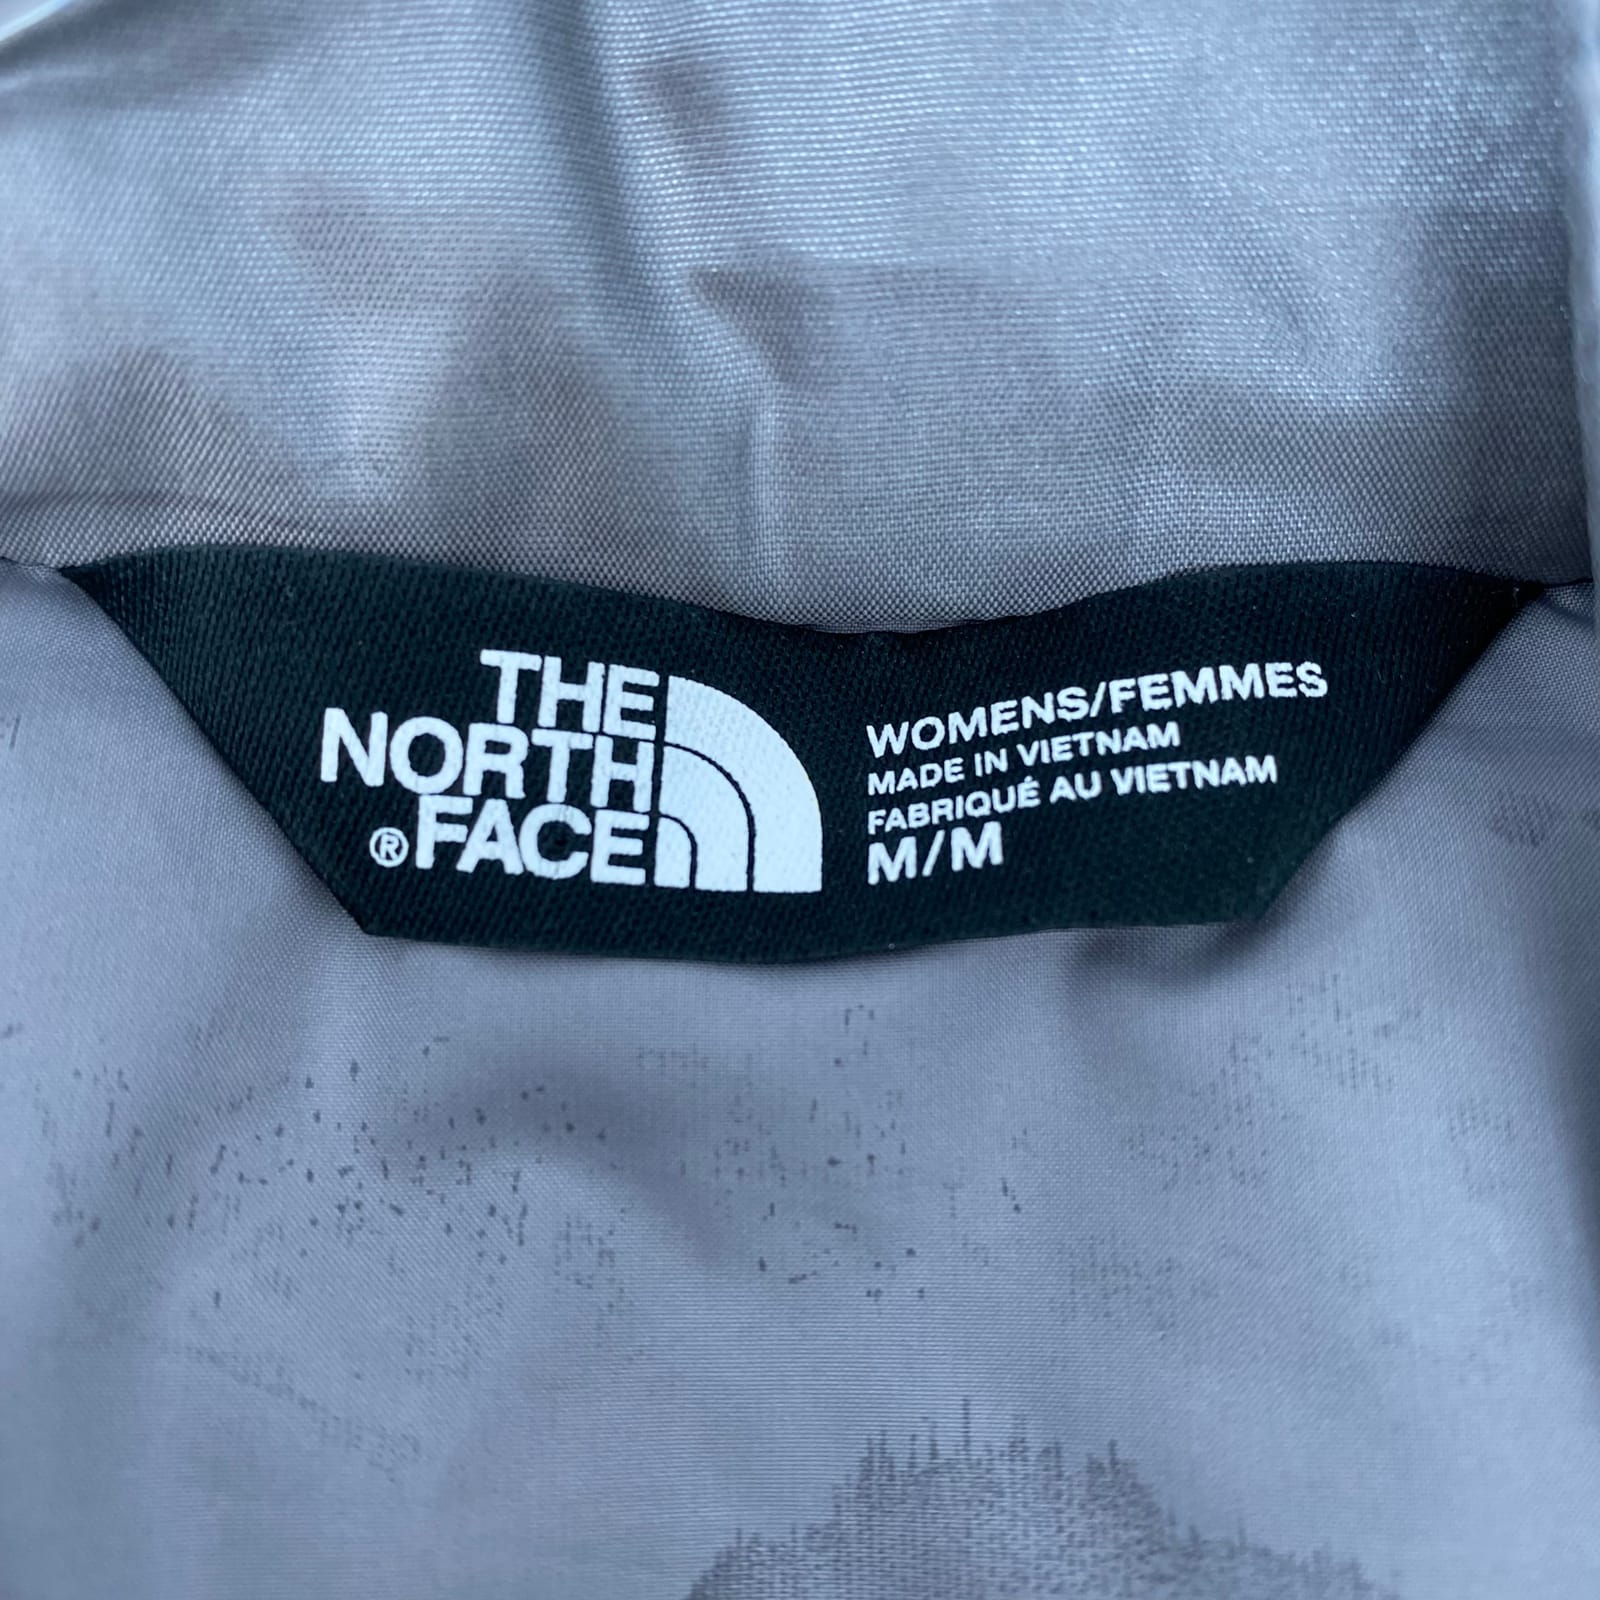 THE
NORTH
®FACE
WOMENS/FEMMES
MADE IN VIETNAM
FABRIQUÉ AU VIETNAM
M/M